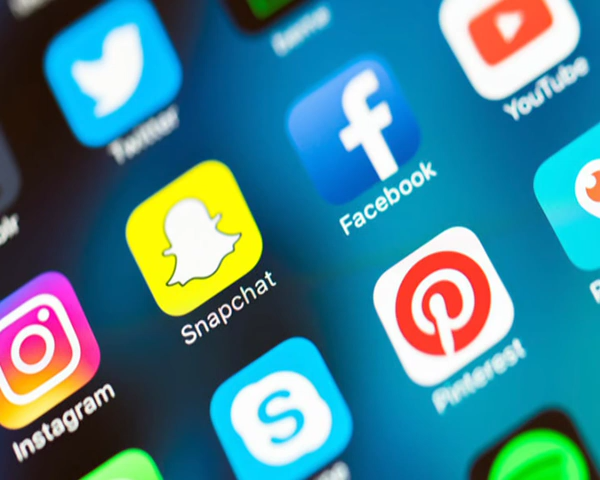 Twitter
YouTube
Facebook
Snapchat
Pinterest
Instagram